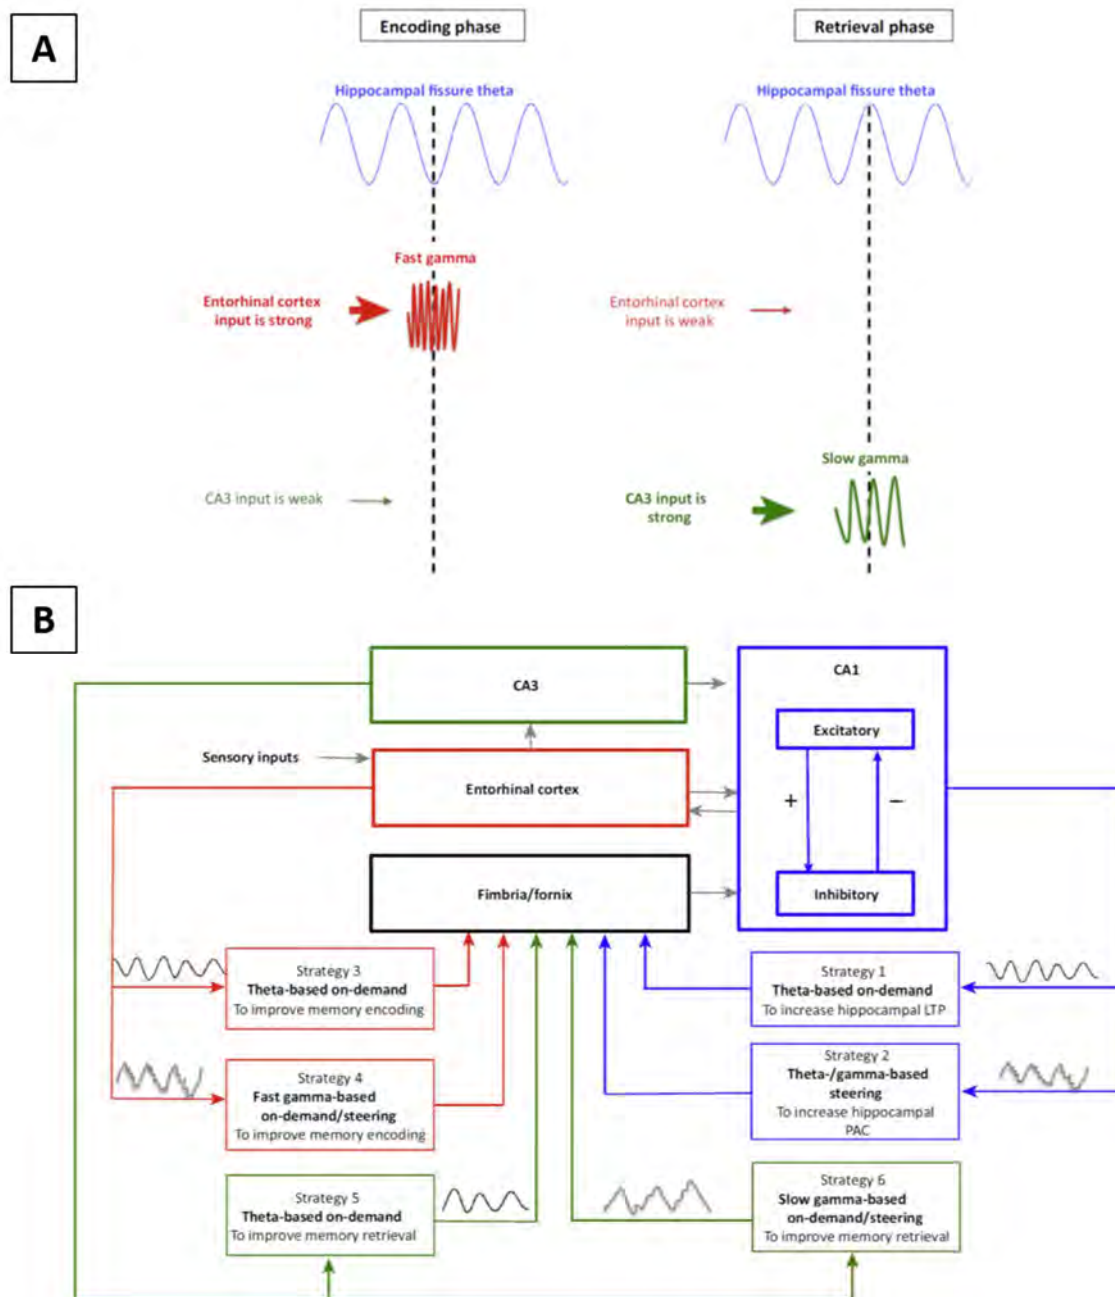 A
Encoding phase
Retrieval phase
Hippocampal fissure theta
Hippocampal fissure theta
Fast gamma
Entorhinal cortex
input is strong
Entorhinal cortex
input is weak
Slow gamma
CA3 input is weak
CA3 input is
strong
B
CA3
CA1
Excitatory
Sensory inputs
Entorhinal cortex
+
−
Fimbria/fornix
Inhibitory
Strategy 3
Theta-based on-demand
To improve memory encoding
Strategy 1
Theta-based on-demand
To increase hippocampal LTP
Strategy 4
Fast gamma-based
on-demand/steering
To improve memory encoding
Strategy 2
Theta-/gamma-based
steering
To increase hippocampal
PAC
Strategy 5
Theta-based on-demand
To improve memory retrieval
Strategy 6
Slow gamma-based
on-demand/steering
To improve memory retrieval